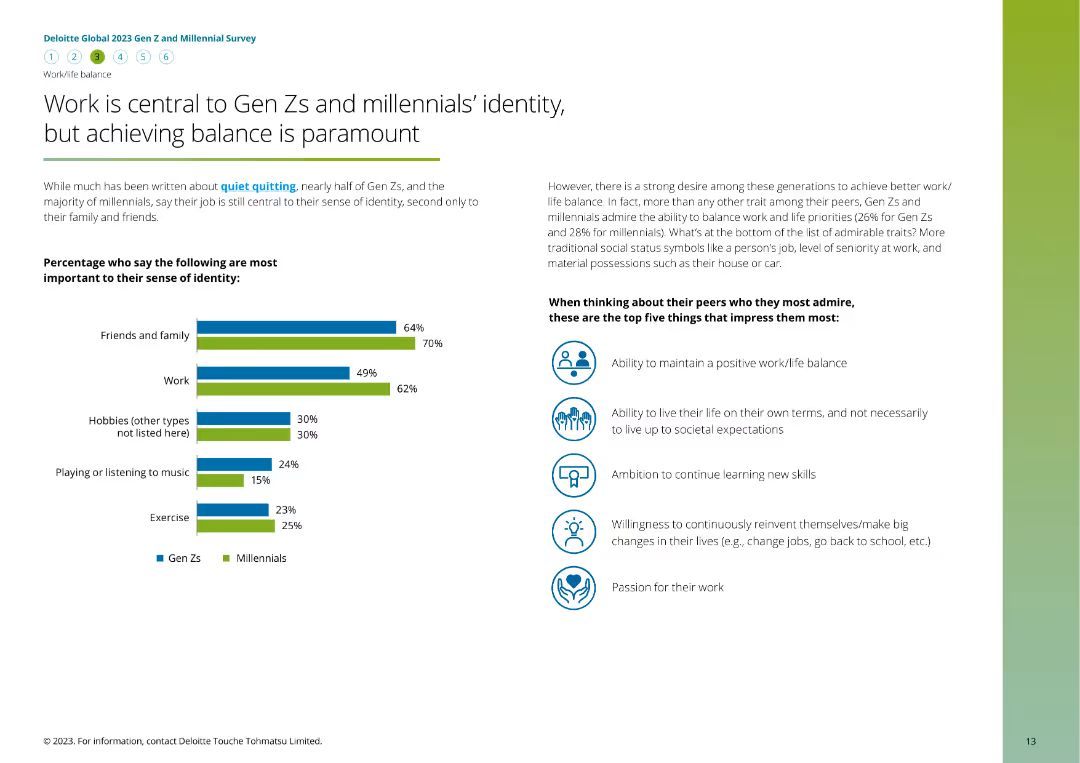 Deloitte Global 2023 Gen Z and Millennial Survey
1 2 3 4 5 6
Work/life balance
Work is central to Gen Zs and millennials’ identity,
but achieving balance is paramount
While much has been written about quiet quitting, nearly half of Gen Zs, and the
majority of millennials, say their job is still central to their sense of identity, second only to
their family and friends.
Percentage who say the following are most
important to their sense of identity:
Friends and family
64%
70%
Work
49%
62%
Hobbies (other types
not listed here)
30%
30%
Playing or listening to music
24%
15%
Exercise
23%
25%
Gen Zs
Millennials
However, there is a strong desire among these generations to achieve better work/
life balance. In fact, more than any other trait among their peers, Gen Zs and
millennials admire the ability to balance work and life priorities (26% for Gen Zs
and 28% for millennials). What’s at the bottom of the list of admirable traits? More
traditional social status symbols like a person’s job, level of seniority at work, and
material possessions such as their house or car.
When thinking about their peers who they most admire,
these are the top five things that impress them most:
Ability to maintain a positive work/life balance
Ability to live their life on their own terms, and not necessarily
to live up to societal expectations
Ambition to continue learning new skills
Willingness to continuously reinvent themselves/make big
changes in their lives (e.g., change jobs, go back to school, etc.)
Passion for their work
© 2023. For information, contact Deloitte Touche Tohmatsu Limited.
13